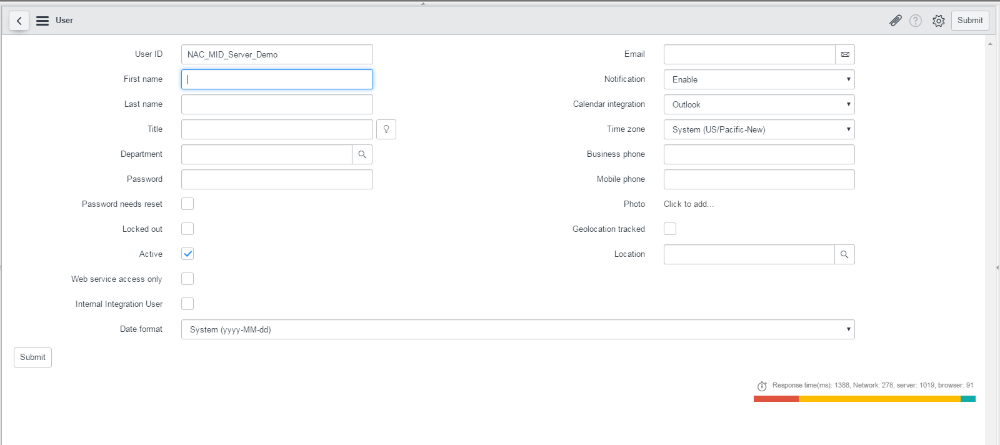 User
Submit
User ID NAC_MID_Server_Demo
First name
Last name
Title
Department
Password
Password needs reset
Locked out
Active
Web service access only
Internal Integration User
Email
Notification Enable
Calendar integration Outlook
Time zone System (US/Pacific-New)
Business phone
Mobile phone
Photo Click to add...
Geolocation tracked
Location
Date format System (yyyy-MM-dd)
Submit
Response time(ms): 1388, Network: 278, server: 1019, browser: 91